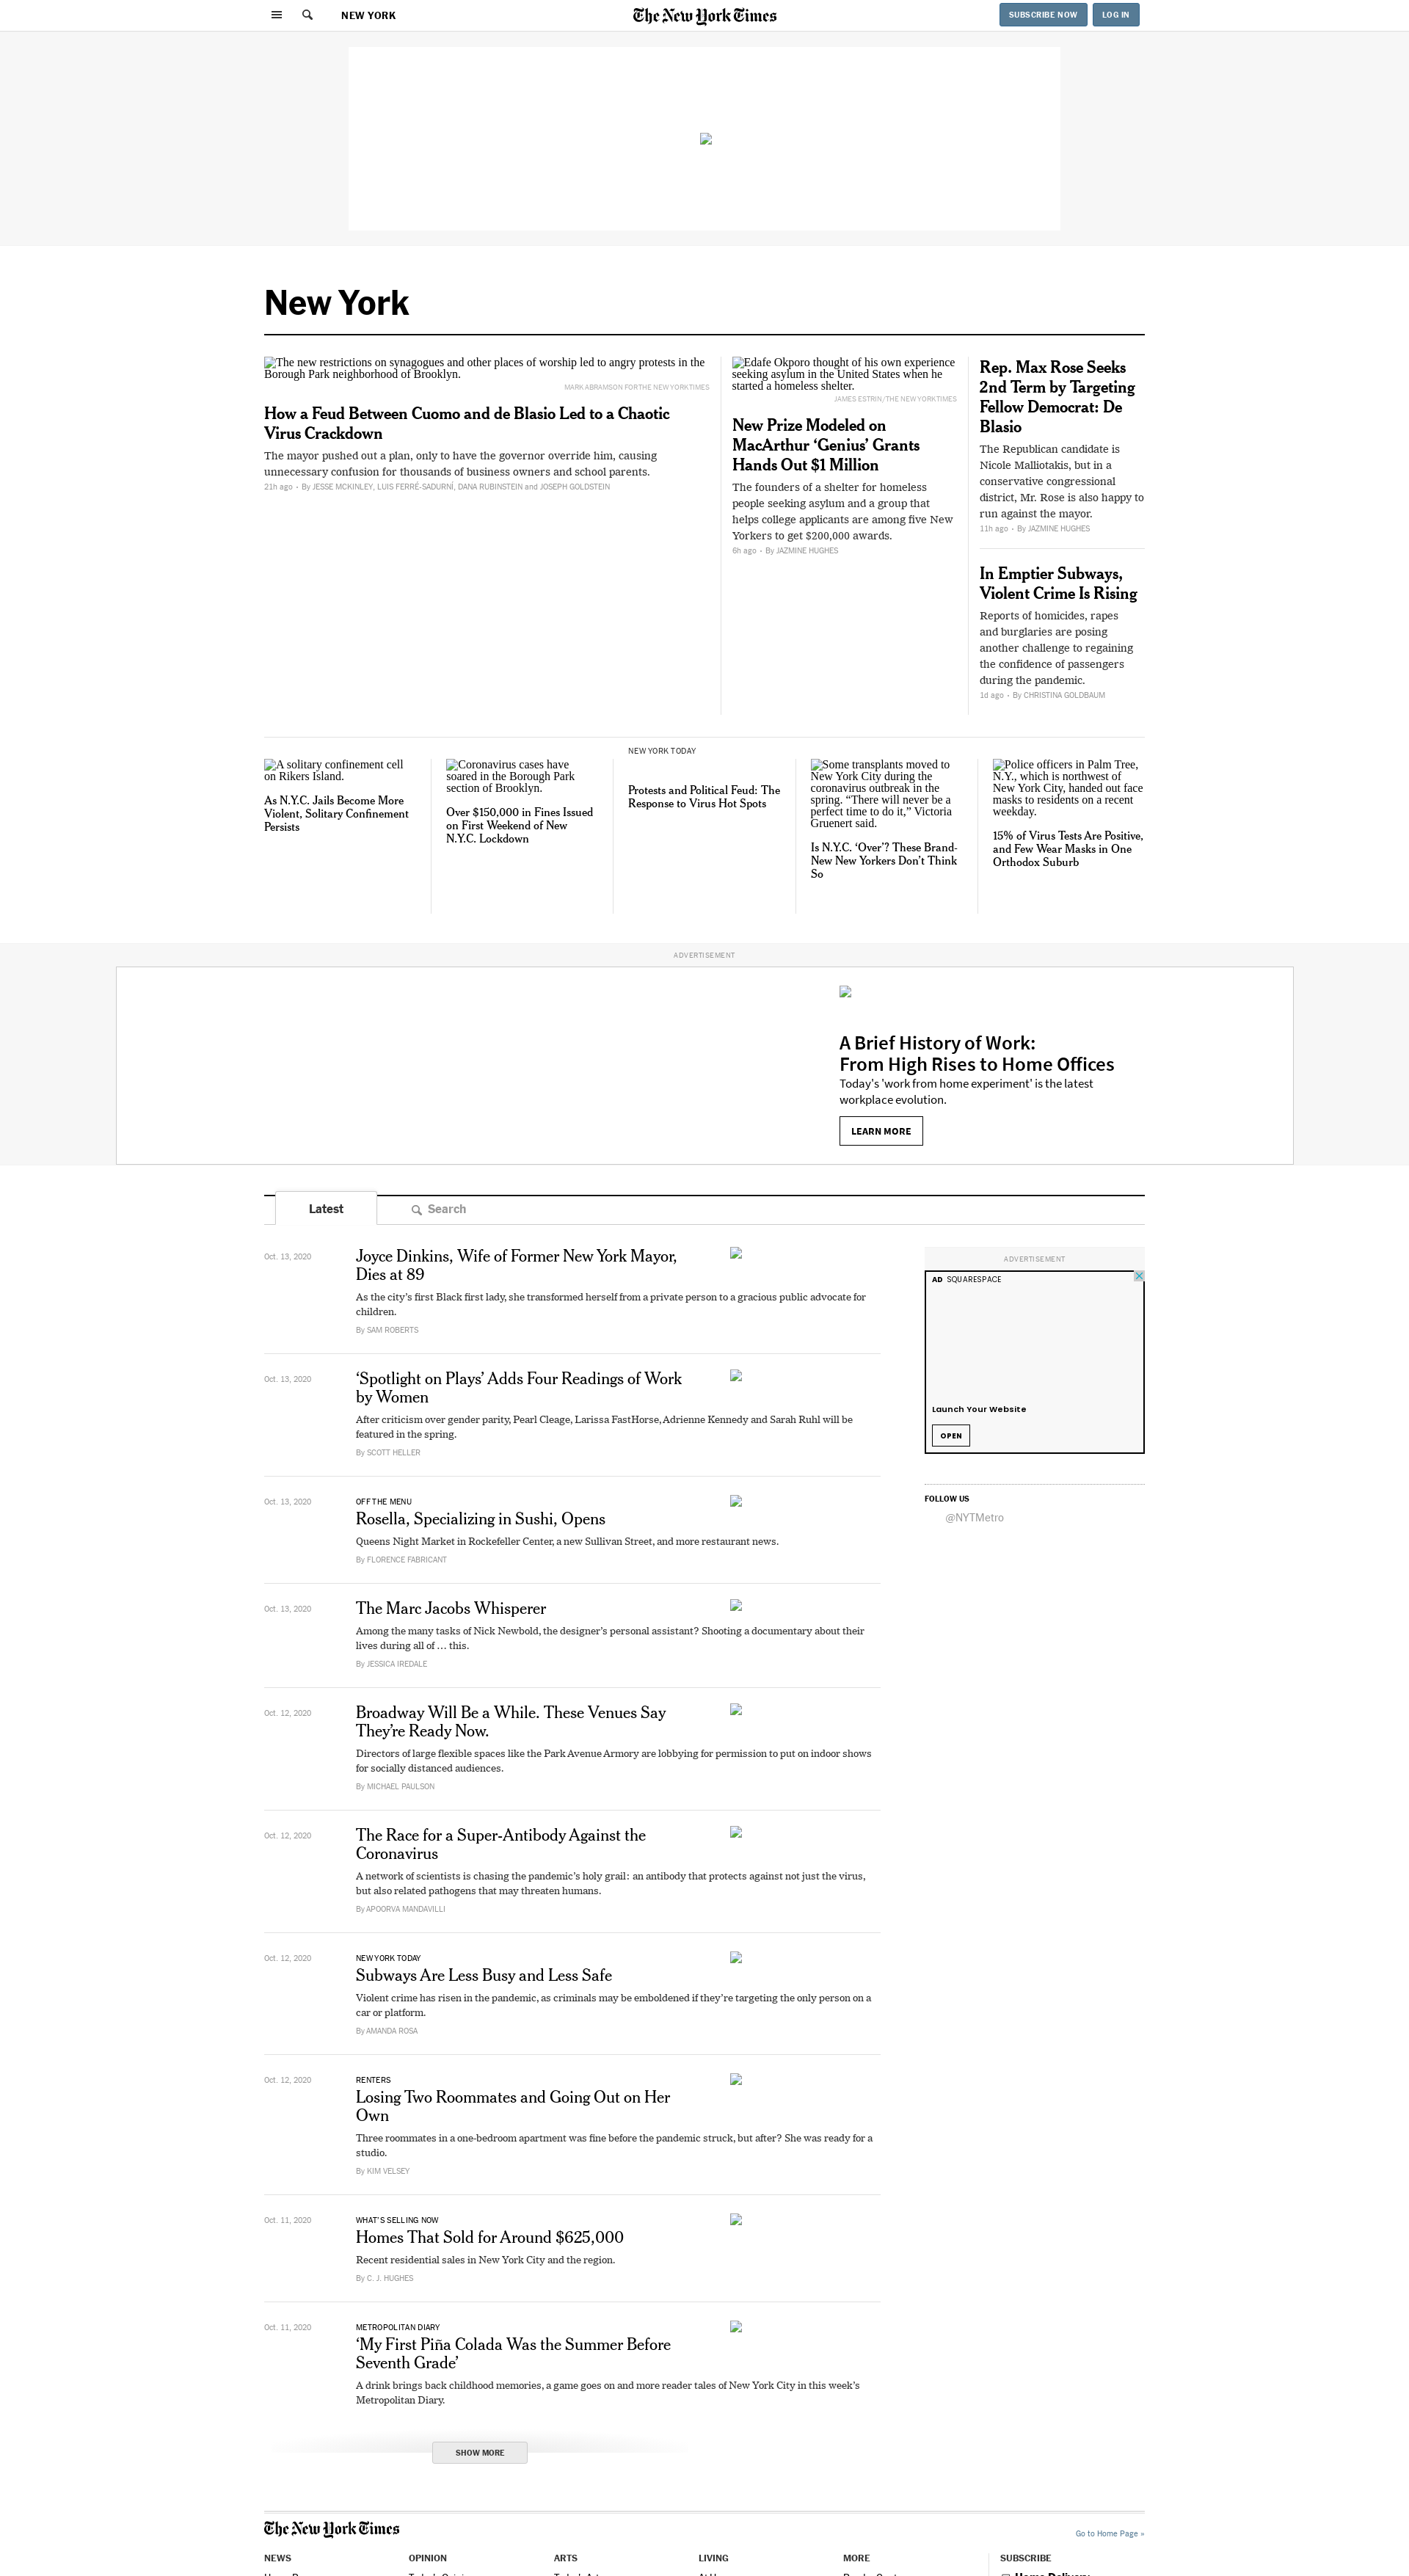 NEW YORK
The New York Times
SUBSCRIBE NOW
LOG IN
New York
The new restrictions on synagogues and other places of worship led to angry protests in the
Borough Park neighborhood of Brooklyn.
MARK ABRAMSON FOR THE NEW YORK TIMES
How a Feud Between Cuomo and de Blasio Led to a Chaotic
Virus Crackdown
The mayor pushed out a plan, only to have the governor override him, causing
unnecessary confusion for thousands of business owners and school parents.
21h ago • By JESSE MCKINLEY, LUIS FERRÉ-SADURNÍ, DANA RUBINSTEIN and JOSEPH GOLDSTEIN
Edafe Okporo thought of his own experience
seeking asylum in the United States when he
started a homeless shelter.
JAMES ESTRIN/THE NEW YORK TIMES
New Prize Modeled on
MacArthur ‘Genius’ Grants
Hands Out $1 Million
The founders of a shelter for homeless
people seeking asylum and a group that
helps college applicants are among five New
Yorkers to get $200,000 awards.
6h ago • By JAZMINE HUGHES
Rep. Max Rose Seeks
2nd Term by Targeting
Fellow Democrat: De
Blasio
The Republican candidate is
Nicole Malliotakis, but in a
conservative congressional
district, Mr. Rose is also happy to
run against the mayor.
11h ago • By JAZMINE HUGHES
In Emptier Subways,
Violent Crime Is Rising
Reports of homicides, rapes
and burglaries are posing
another challenge to regaining
the confidence of passengers
during the pandemic.
1d ago • By CHRISTINA GOLDBAUM
A solitary confinement cell
on Rikers Island.
As N.Y.C. Jails Become More
Violent, Solitary Confinement
Persists
Coronavirus cases have
soared in the Borough Park
section of Brooklyn.
Over $150,000 in Fines Issued
on First Weekend of New
N.Y.C. Lockdown
NEW YORK TODAY
Protests and Political Feud: The
Response to Virus Hot Spots
Some transplants moved to
New York City during the
coronavirus outbreak in the
spring. “There will never be a
perfect time to do it,” Victoria
Gruenert said.
Is N.Y.C. ‘Over’? These Brand-
New New Yorkers Don’t Think
So
Police officers in Palm Tree,
N.Y., which is northwest of
New York City, handed out face
masks to residents on a recent
weekday.
15% of Virus Tests Are Positive,
and Few Wear Masks in One
Orthodox Suburb
ADVERTISEMENT
A Brief History of Work:
From High Rises to Home Offices
Today's 'work from home experiment' is the latest
workplace evolution.
LEARN MORE
Latest
Search
Oct. 13, 2020
Joyce Dinkins, Wife of Former New York Mayor,
Dies at 89
As the city’s first Black first lady, she transformed herself from a private person to a gracious public advocate for
children.
By SAM ROBERTS
Oct. 13, 2020
‘Spotlight on Plays’ Adds Four Readings of Work
by Women
After criticism over gender parity, Pearl Cleage, Larissa FastHorse, Adrienne Kennedy and Sarah Ruhl will be
featured in the spring.
By SCOTT HELLER
Oct. 13, 2020
OFF THE MENU
Rosella, Specializing in Sushi, Opens
Queens Night Market in Rockefeller Center, a new Sullivan Street, and more restaurant news.
By FLORENCE FABRICANT
Oct. 13, 2020
The Marc Jacobs Whisperer
Among the many tasks of Nick Newbold, the designer’s personal assistant? Shooting a documentary about their
lives during all of … this.
By JESSICA IREDALE
Oct. 12, 2020
Broadway Will Be a While. These Venues Say
They’re Ready Now.
Directors of large flexible spaces like the Park Avenue Armory are lobbying for permission to put on indoor shows
for socially distanced audiences.
By MICHAEL PAULSON
Oct. 12, 2020
The Race for a Super-Antibody Against the
Coronavirus
A network of scientists is chasing the pandemic’s holy grail: an antibody that protects against not just the virus,
but also related pathogens that may threaten humans.
By APOORVA MANDAVILLI
Oct. 12, 2020
NEW YORK TODAY
Subways Are Less Busy and Less Safe
Violent crime has risen in the pandemic, as criminals may be emboldened if they’re targeting the only person on a
car or platform.
By AMANDA ROSA
Oct. 12, 2020
RENTERS
Losing Two Roommates and Going Out on Her
Own
Three roommates in a one-bedroom apartment was fine before the pandemic struck, but after? She was ready for a
studio.
By KIM VELSEY
Oct. 11, 2020
WHAT'S SELLING NOW
Homes That Sold for Around $625,000
Recent residential sales in New York City and the region.
By C. J. HUGHES
Oct. 11, 2020
METROPOLITAN DIARY
‘My First Piña Colada Was the Summer Before
Seventh Grade’
A drink brings back childhood memories, a game goes on and more reader tales of New York City in this week’s
Metropolitan Diary.
SHOW MORE
ADVERTISEMENT
AD SQUARESPACE
Launch Your Website
OPEN
FOLLOW US
@NYTMetro
The New York Times
Go to Home Page »
NEWS
ARTS
OPINION
LIVING
MORE
SUBSCRIBE